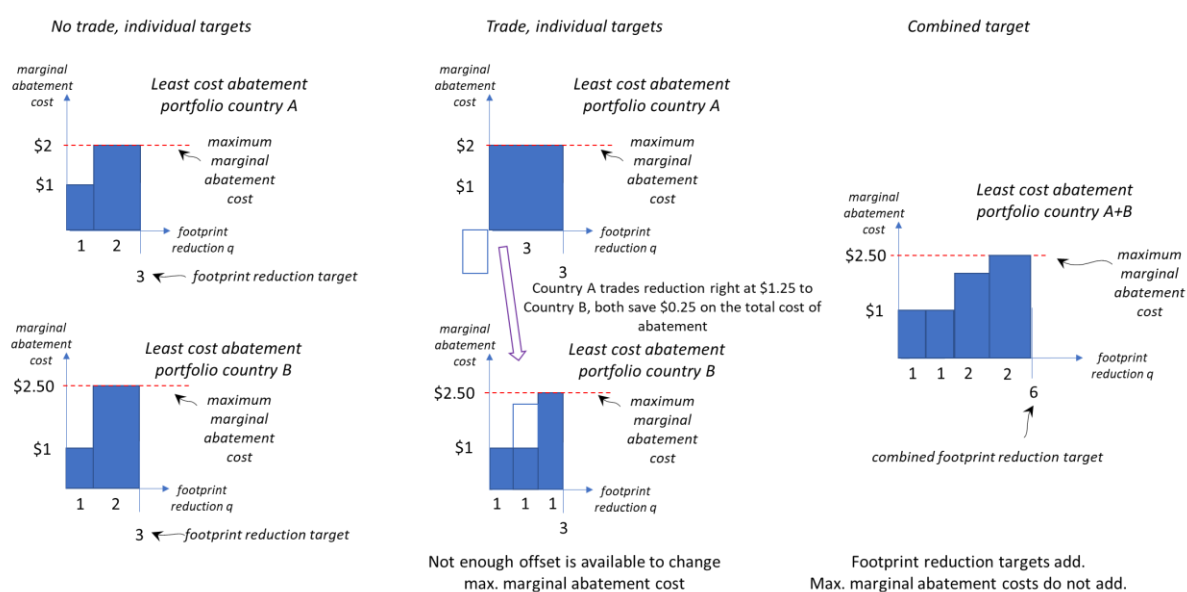 No trade, individual targets
marginal
abatement
cost
Least cost abatement
portfolio country A
$2
$1
maximum
marginal
abatement
cost
footprint
reduction q
1 2
3
footprint reduction target
marginal
abatement
cost
Least cost abatement
portfolio country B
$2.50
$1
maximum
marginal
abatement
cost
footprint
reduction q
1 2
3
footprint reduction target
Trade, individual targets
marginal
abatement
cost
Least cost abatement
portfolio country A
$2
$1
maximum
marginal
abatement
cost
footprint
reduction q
3
3
Country A trades reduction right at $1.25 to
Country B, both save $0.25 on the total cost of
abatement
marginal
abatement
cost
Least cost abatement
portfolio country B
$2.50
$1
maximum
marginal
abatement
cost
footprint
reduction q
1 1 1
3
Not enough offset is available to change
max. marginal abatement cost
Combined target
marginal
abatement
cost
Least cost abatement
portfolio country A+B
$2.50
$1
maximum
marginal
abatement
cost
footprint
reduction q
1 1 2 2
6
combined footprint reduction target
Footprint reduction targets add.
Max. marginal abatement costs do not add.